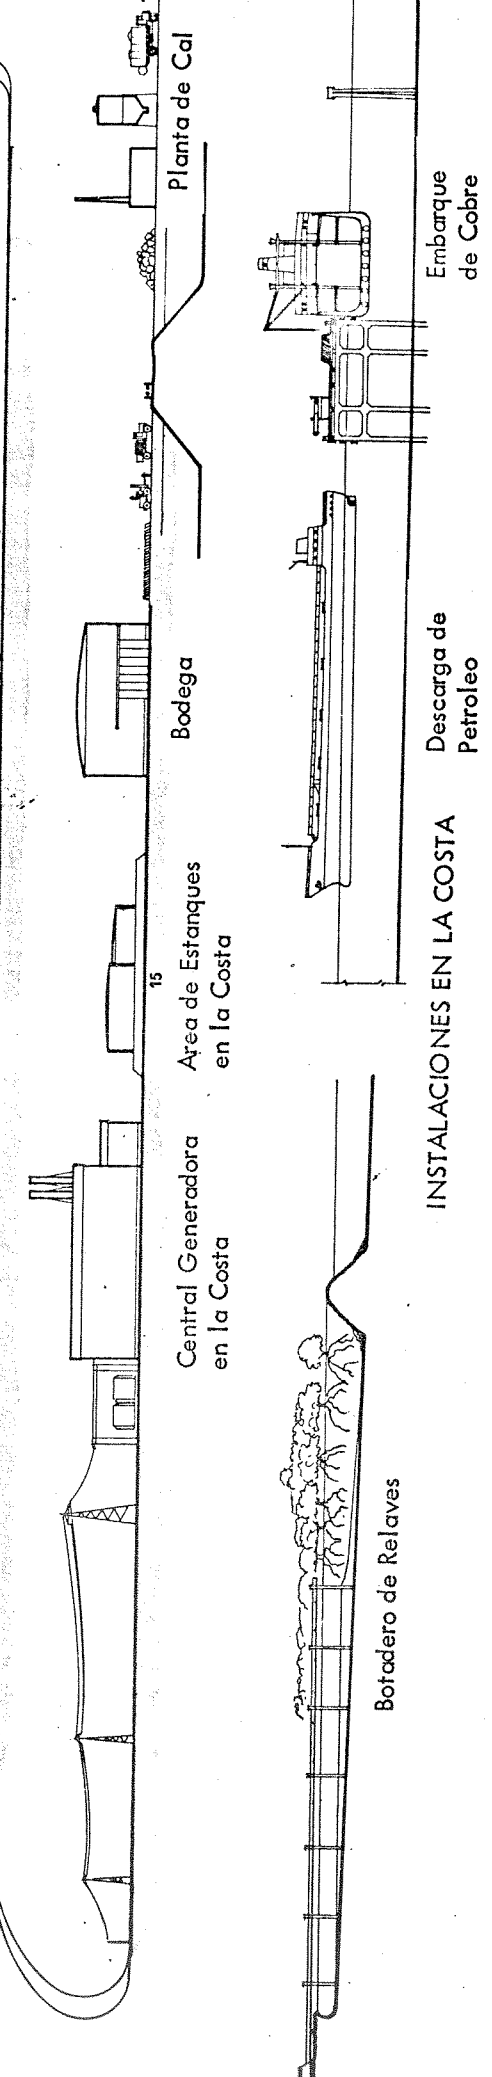 Central Generadora
en la Costa
15
Area de Estanques
en la Costa
Bodega
Planta de Cal
Botadero de Relaves
INSTALACIONES EN LA COSTA
Descarga de
Petroleo
Embarque
de Cobre